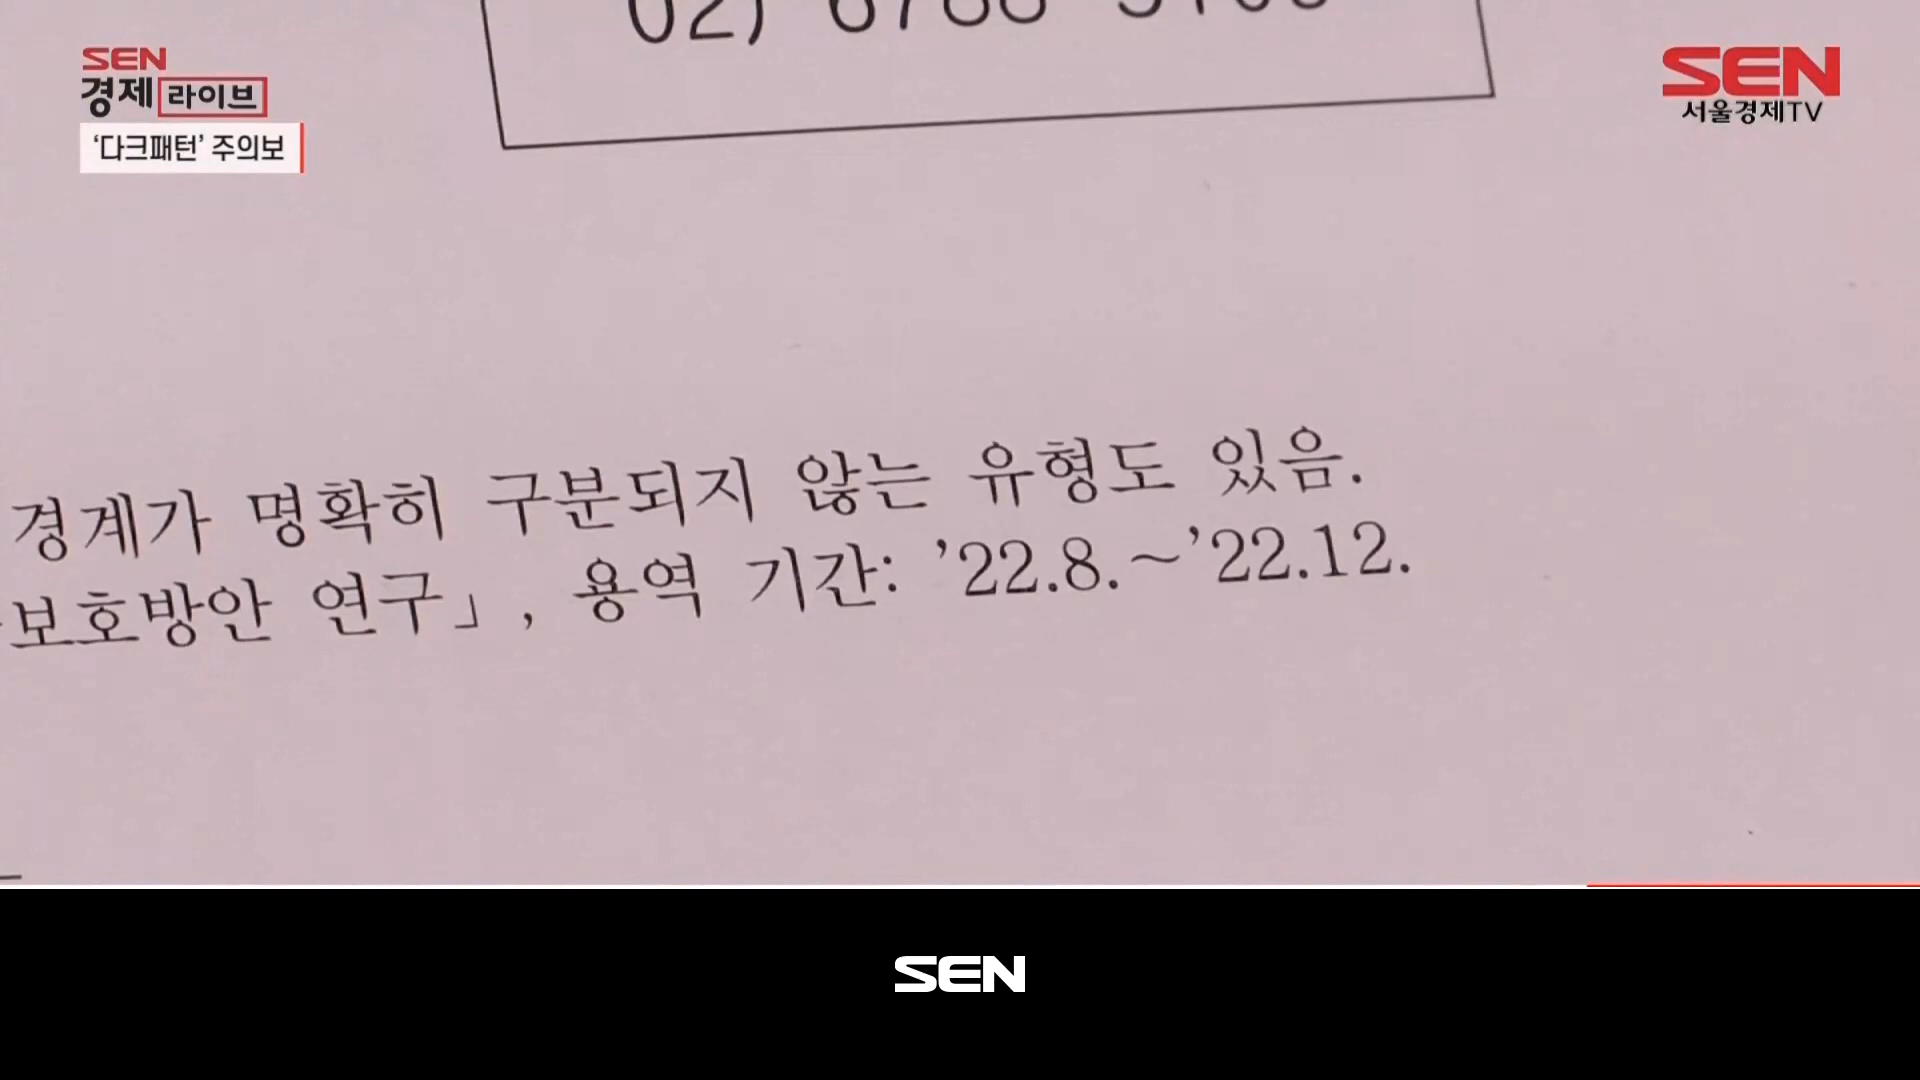 SEN
경제 라이브
‘다크패턴’ 주의보
SEN
서울경제TV
02)
경계가 명확히 구분되지 않는 유형도 있음.
보호방안 연구」, 용역 기간: ’22.8.～’22.12.
SEN